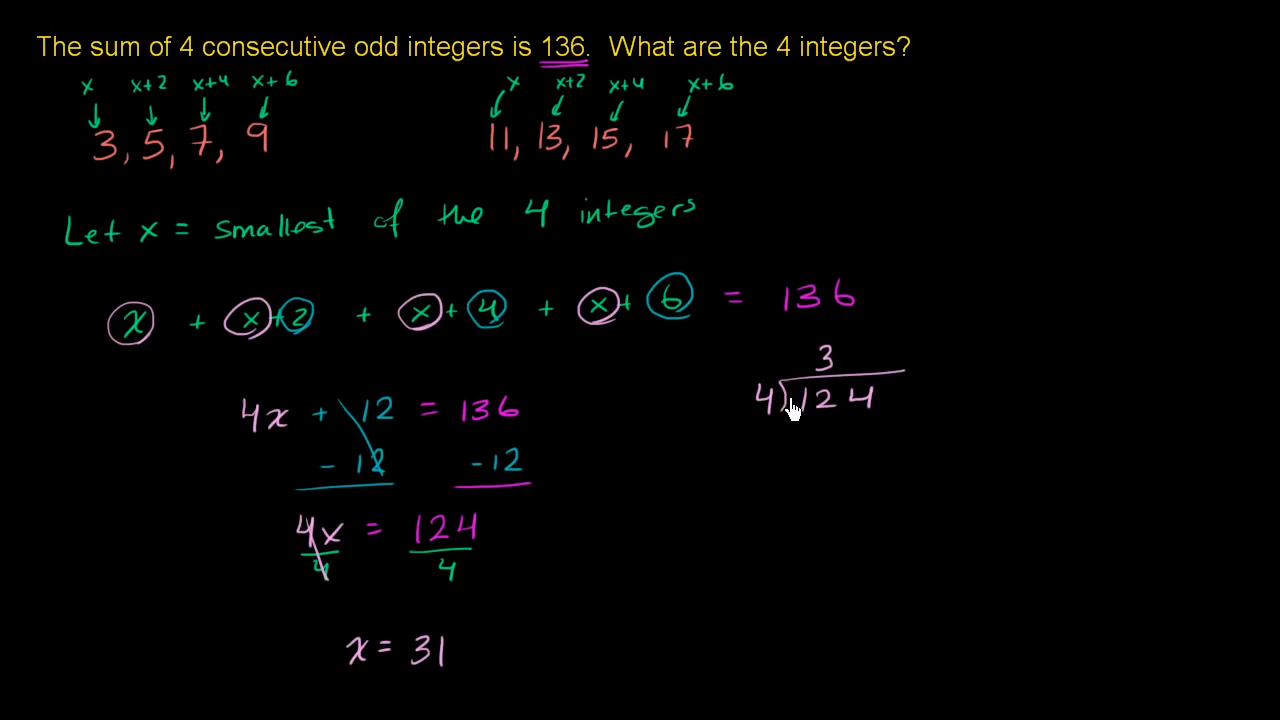 The sum of 4 consecutive odd integers is 136. What are the 4 integers?
x x+2 x+4 x+6 x x+2 x+4 x+6
3, 5, 7, 9 11, 13, 15, 17
Let x = smallest of the 4 integers
x + x+2 + x+4 + x+6 = 136
3
4)124
4x + 12 = 136
- 12 -12
4x = 124
4 4
x = 31